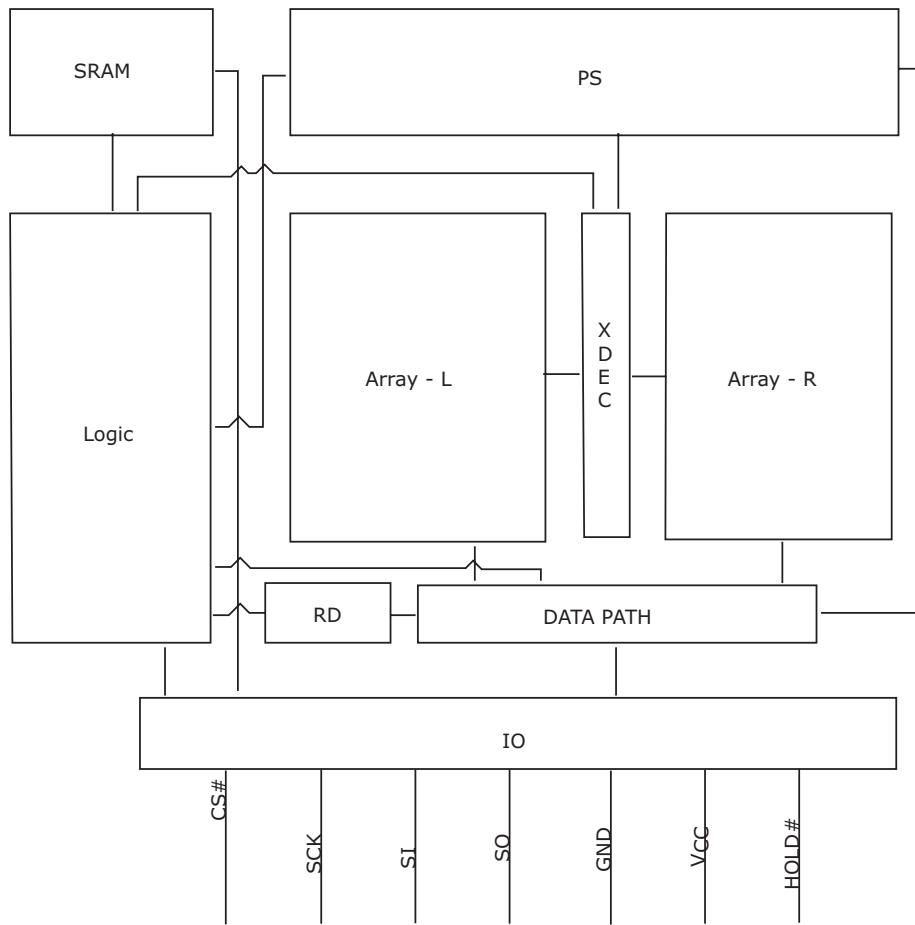 SRAM
PS
Logic
Array - L
X
D
E
C
Array - R
RD
DATA PATH
IO
CS#
SCK
SI
SO
GND
VCC
HOLD#